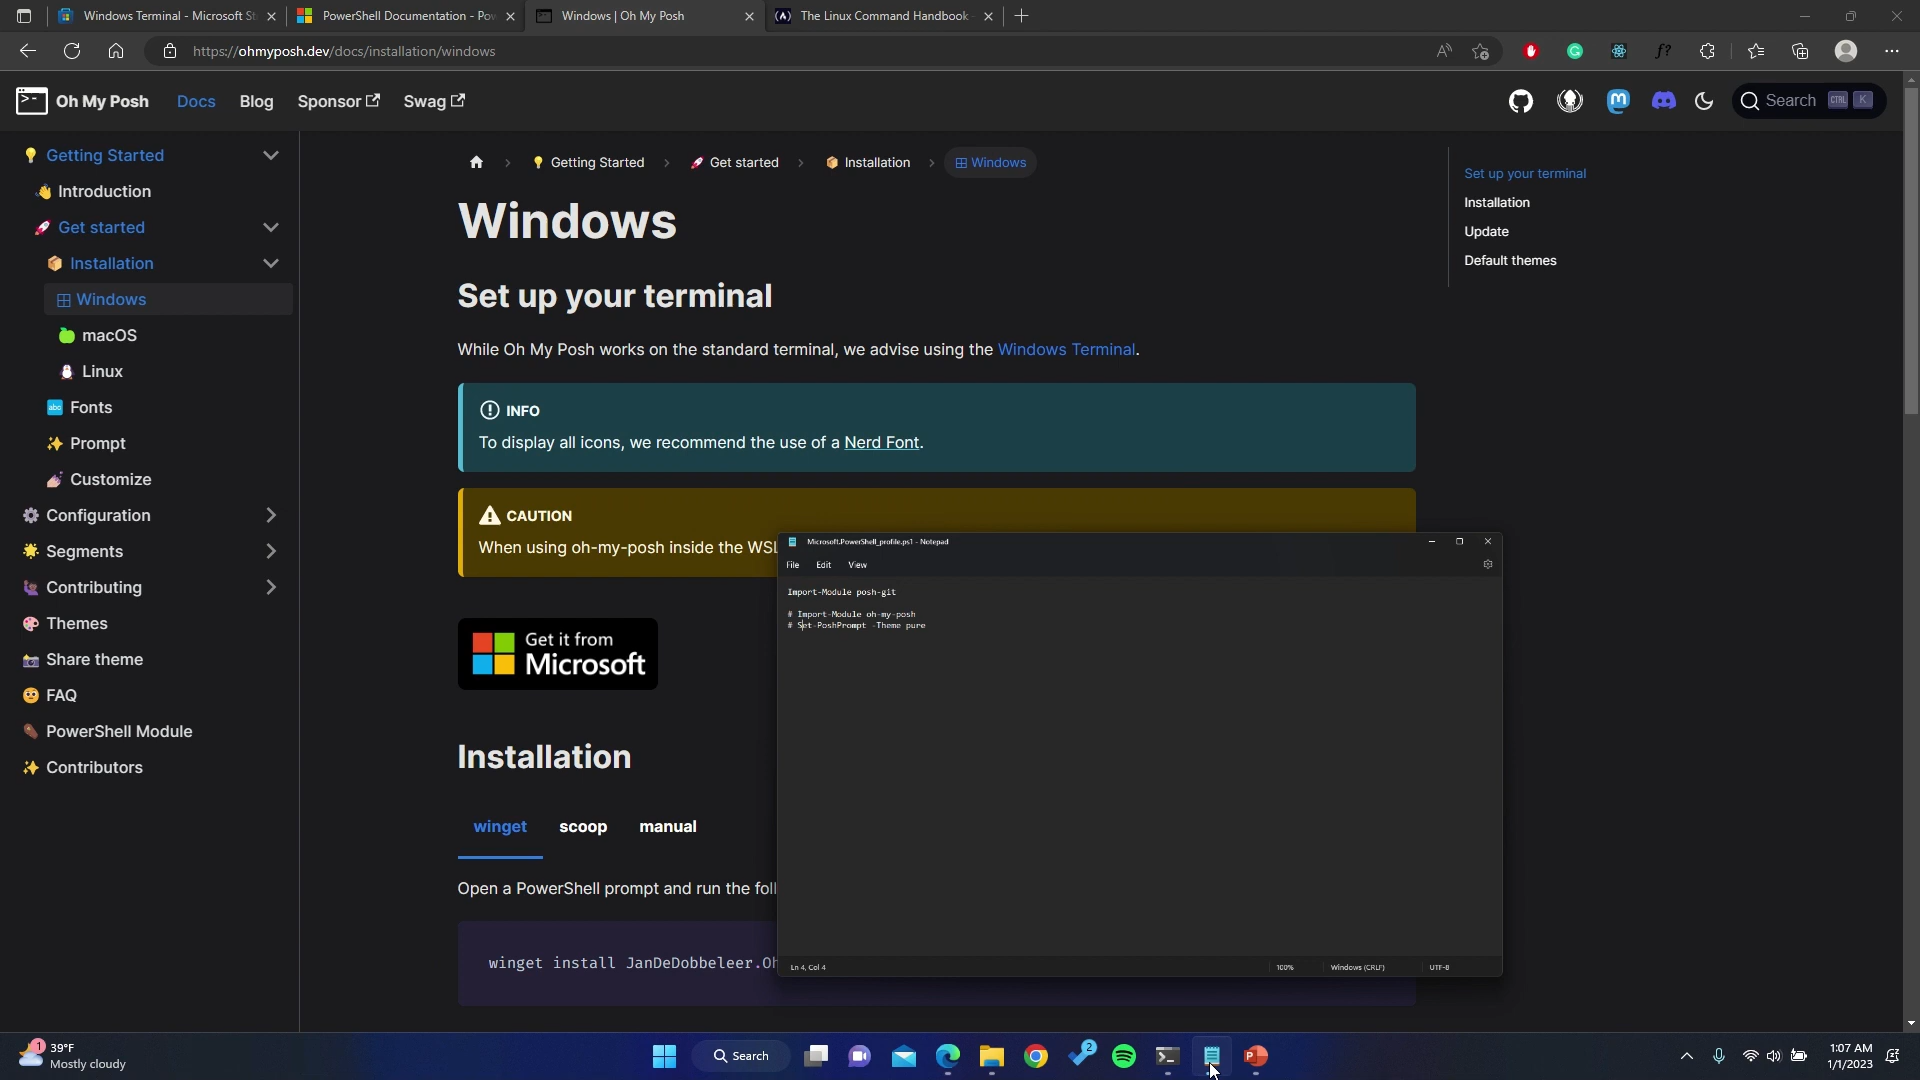 Windows Terminal - Microsoft St
PowerShell Documentation - Pow
Windows | Oh My Posh
The Linux Command Handbook
https://ohmyposh.dev/docs/installation/windows
Oh My Posh
Docs
Blog
Sponsor
Swag
Search
CTRL
K
Getting Started
Introduction
Get started
Installation
Windows
macOS
Linux
Fonts
Prompt
Customize
Configuration
Segments
Contributing
Themes
Share theme
FAQ
PowerShell Module
Contributors
Getting Started
Get started
Installation
Windows
Windows
Set up your terminal
While Oh My Posh works on the standard terminal, we advise using the Windows Terminal.
INFO
To display all icons, we recommend the use of a Nerd Font.
CAUTION
When using oh-my-posh inside the WSL
Get it from
Microsoft
Installation
winget
scoop
manual
Open a PowerShell prompt and run the foll
winget install JanDeDobbeleer.Oh
Set up your terminal
Installation
Update
Default themes
Microsoft.PowerShell_profile.ps1 - Notepad
File
Edit
View
Import-Module posh-git
# Import-Module oh-my-posh
# Set-PoshPrompt -Theme pure
Ln 4, Col 4
100%
Windows (CRLF)
UTF-8
1
39°F
Mostly cloudy
Search
2
1:07 AM
1/1/2023